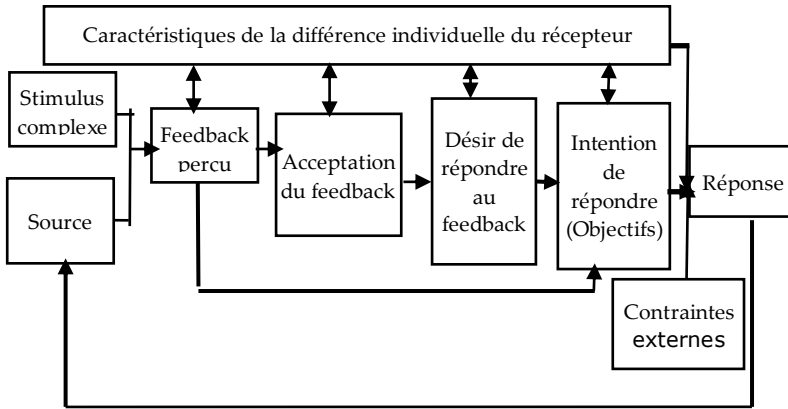 Caractéristiques de la différence individuelle du récepteur
Stimulus
complexe
Source
Feedback
perçu
Acceptation
du feedback
Désir de
répondre
au
feedback
Intention
de
répondre
(Objectifs)
Réponse
Contraintes
externes